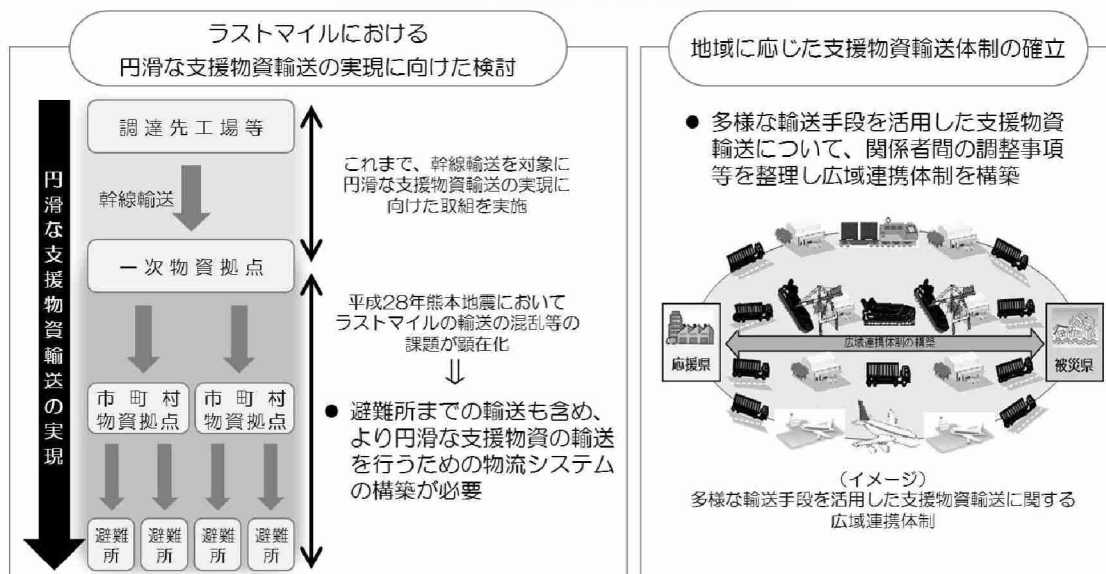 ラストマイルにおける
円滑な支援物資輸送の実現に向けた検討
円滑な支援物資輸送の実現
調達先工場等
幹線輸送
これまで、幹線輸送を対象に
円滑な支援物資輸送の実現に
向けた取組を実施
一次物資拠点
平成28年熊本地震において
ラストマイルの輸送の混乱等の
課題が顕在化
⇓
市町村
物資拠点
市町村
物資拠点
● 避難所までの輸送も含め、
より円滑な支援物資の輸送
を行うための物流システム
の構築が必要
避難
所
避難
所
避難
所
避難
所
地域に応じた支援物資輸送体制の確立
● 多様な輸送手段を活用した支援物資
輸送について、関係者間の調整事項
等を整理し広域連携体制を構築
広域連携体制の構築
応援県
被災県
（イメージ）
多様な輸送手段を活用した支援物資輸送に関する
広域連携体制